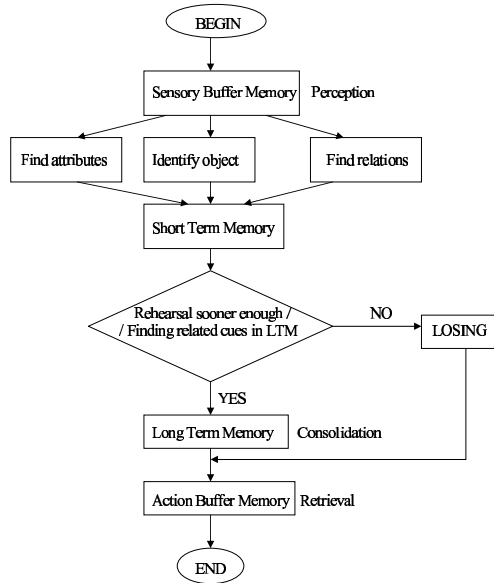 BEGIN
Sensory Buffer Memory Perception
Find attributes
Identify object
Find relations
Short Term Memory
Rehearsal sooner enough /
/ Finding related cues in LTM
NO
LOSING
YES
Long Term Memory Consolidation
Action Buffer Memory Retrieval
END